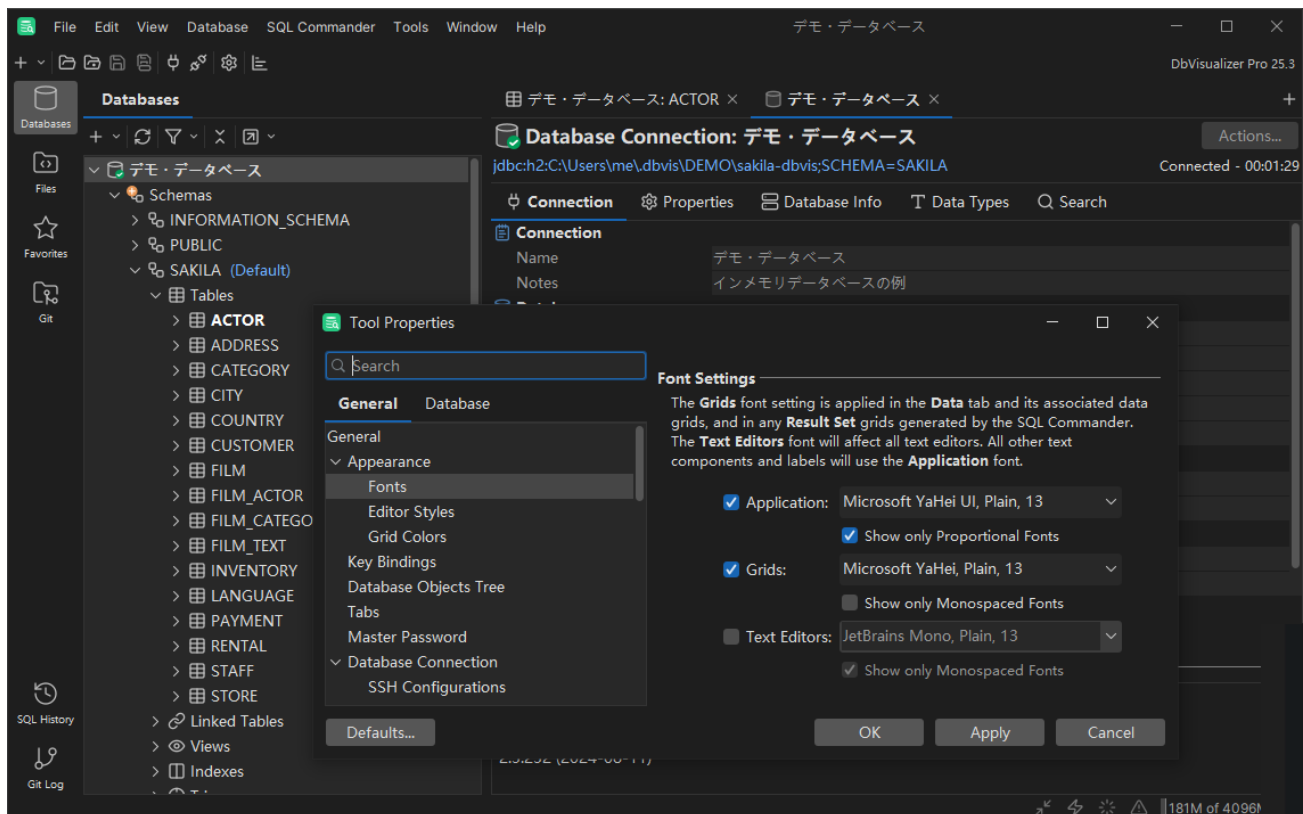 File Edit View Database SQL Commander Tools Window Help デモ・データベース
DbVisualizer Pro 25.3
Databases
Files
Favorites
Git
SQL History
Git Log
Databases
デモ・データベース
Schemas
INFORMATION_SCHEMA
PUBLIC
SAKILA (Default)
Tables
ACTOR
ADDRESS
CATEGORY
CITY
COUNTRY
CUSTOMER
FILM
FILM_ACTOR
FILM_CATEGO
FILM_TEXT
INVENTORY
LANGUAGE
PAYMENT
RENTAL
STAFF
STORE
Linked Tables
Views
Indexes
デモ・データベース: ACTOR デモ・データベース
Database Connection: デモ・データベース Actions...
jdbc:h2:C:\Users\me\.dbvis\DEMO\sakila-dbvis;SCHEMA=SAKILA Connected - 00:01:29
Connection Properties Database Info Data Types Search
Connection
Name デモ・データベース
Notes インメモリデータベースの例
Tool Properties
Search
General Database
General
Appearance
Fonts
Editor Styles
Grid Colors
Key Bindings
Database Objects Tree
Tabs
Master Password
Database Connection
SSH Configurations
Font Settings
The Grids font setting is applied in the Data tab and its associated data
grids, and in any Result Set grids generated by the SQL Commander.
The Text Editors font will affect all text editors. All other text
components and labels will use the Application font.
Application: Microsoft YaHei UI, Plain, 13
Show only Proportional Fonts
Grids: Microsoft YaHei, Plain, 13
Show only Monospaced Fonts
Text Editors: JetBrains Mono, Plain, 13
Show only Monospaced Fonts
Defaults... OK Apply Cancel
181M of 4096M